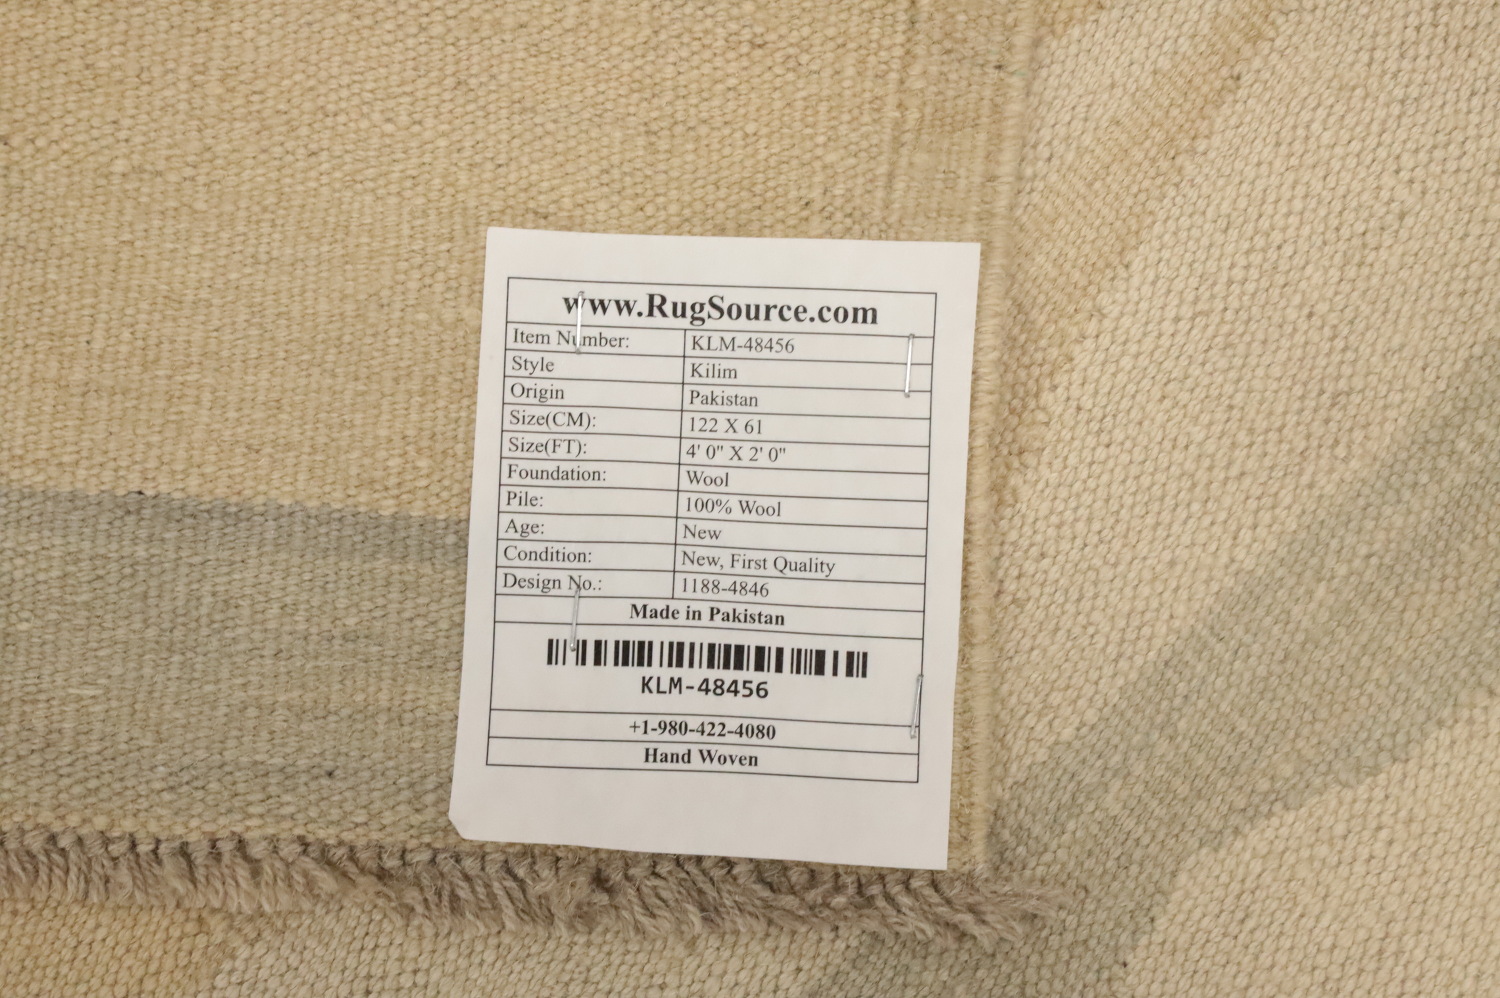 www.RugSource.com
Item Number: KLM-48456
Style Kilim
Origin Pakistan
Size(CM): 122 X 61
Size(FT): 4' 0" X 2' 0"
Foundation: Wool
Pile: 100% Wool
Age: New
Condition: New, First Quality
Design No.: 1188-4846
Made in Pakistan
KLM-48456
+1-980-422-4080
Hand Woven